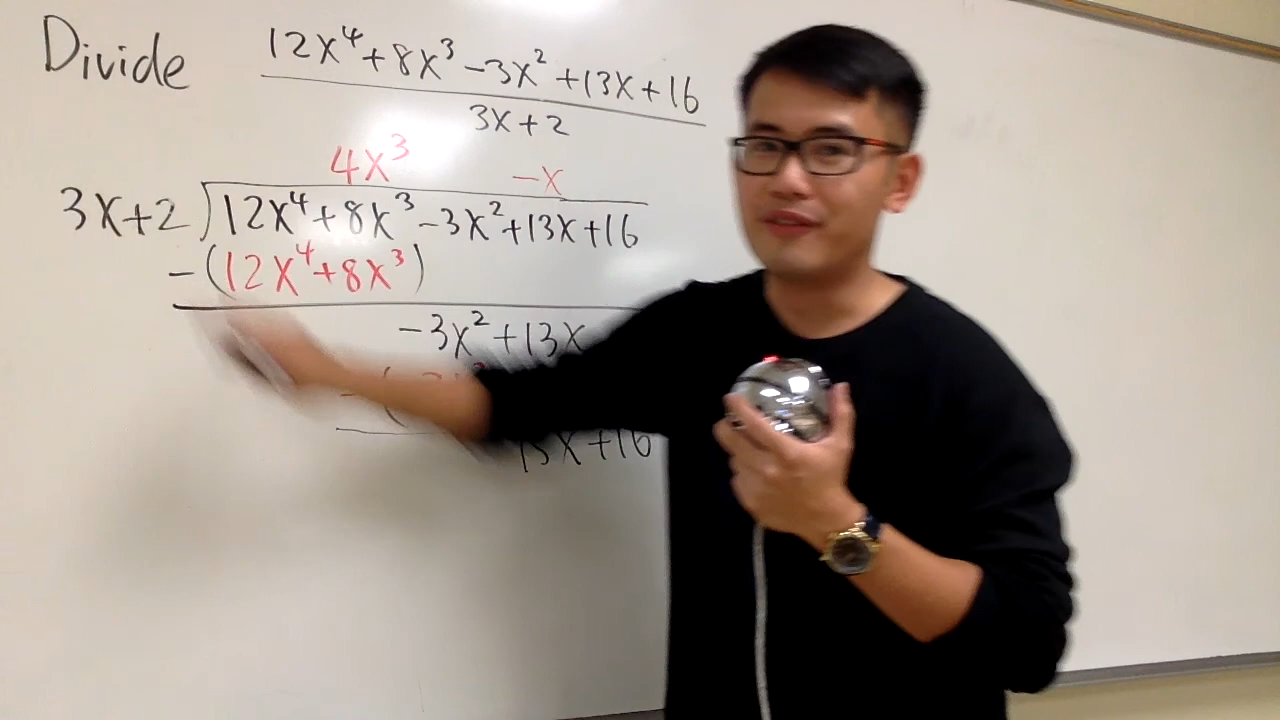 Divide
12x⁴+8x³-3x²+13x+16
3x+2
4x³ -x
3x+2 ) 12x⁴+8x³-3x²+13x+16
-(12x⁴+8x³)
-3x²+13x
-(
15x+16